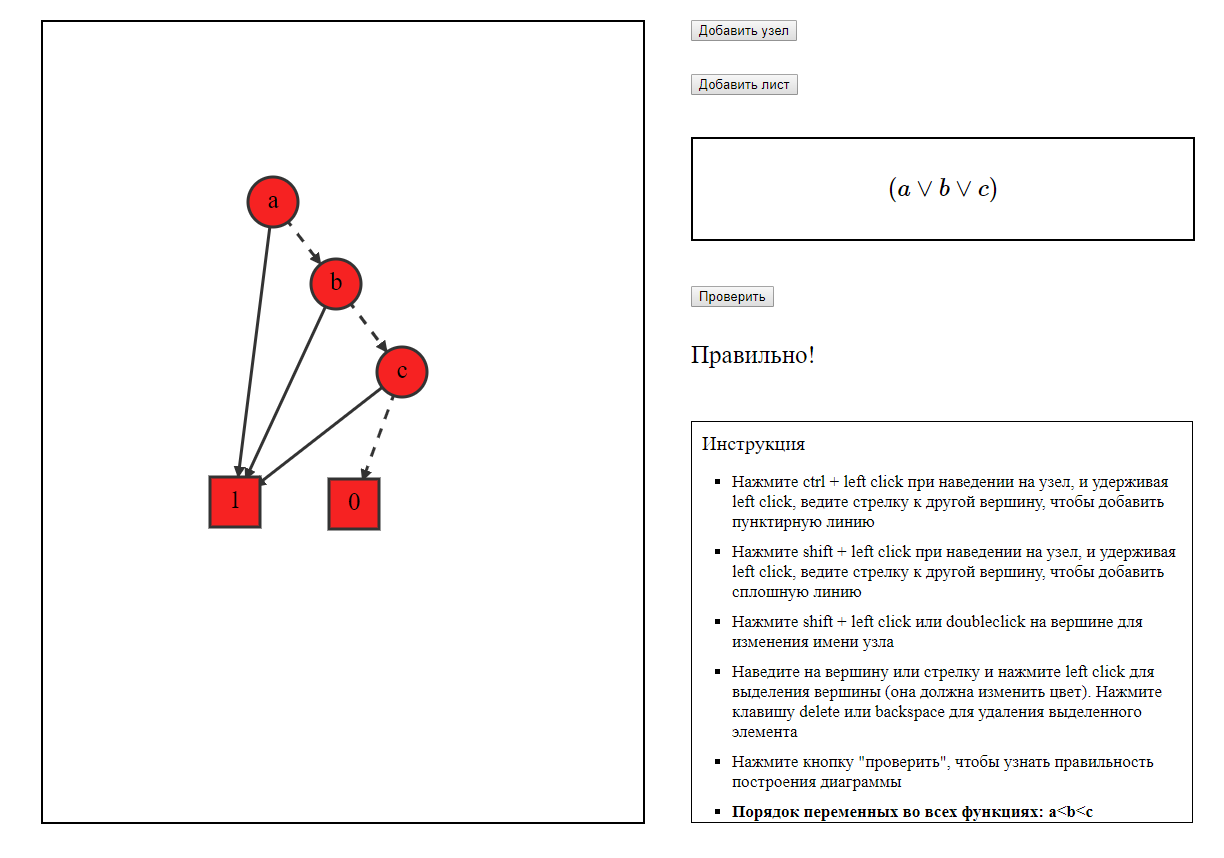 a
b
c
1
0
Добавить узел
Добавить лист
(a ∨ b ∨ c)
Проверить
Правильно!
Инструкция
Нажмите ctrl + left click при наведении на узел, и удерживая
left click, ведите стрелку к другой вершину, чтобы добавить
пунктирную линию
Нажмите shift + left click при наведении на узел, и удерживая
left click, ведите стрелку к другой вершину, чтобы добавить
сплошную линию
Нажмите shift + left click или doubleclick на вершине для
изменения имени узла
Наведите на вершину или стрелку и нажмите left click для
выделения вершины (она должна изменить цвет). Нажмите
клавишу delete или backspace для удаления выделенного
элемента
Нажмите кнопку "проверить", чтобы узнать правильность
построения диаграммы
Порядок переменных во всех функциях: a<b<c